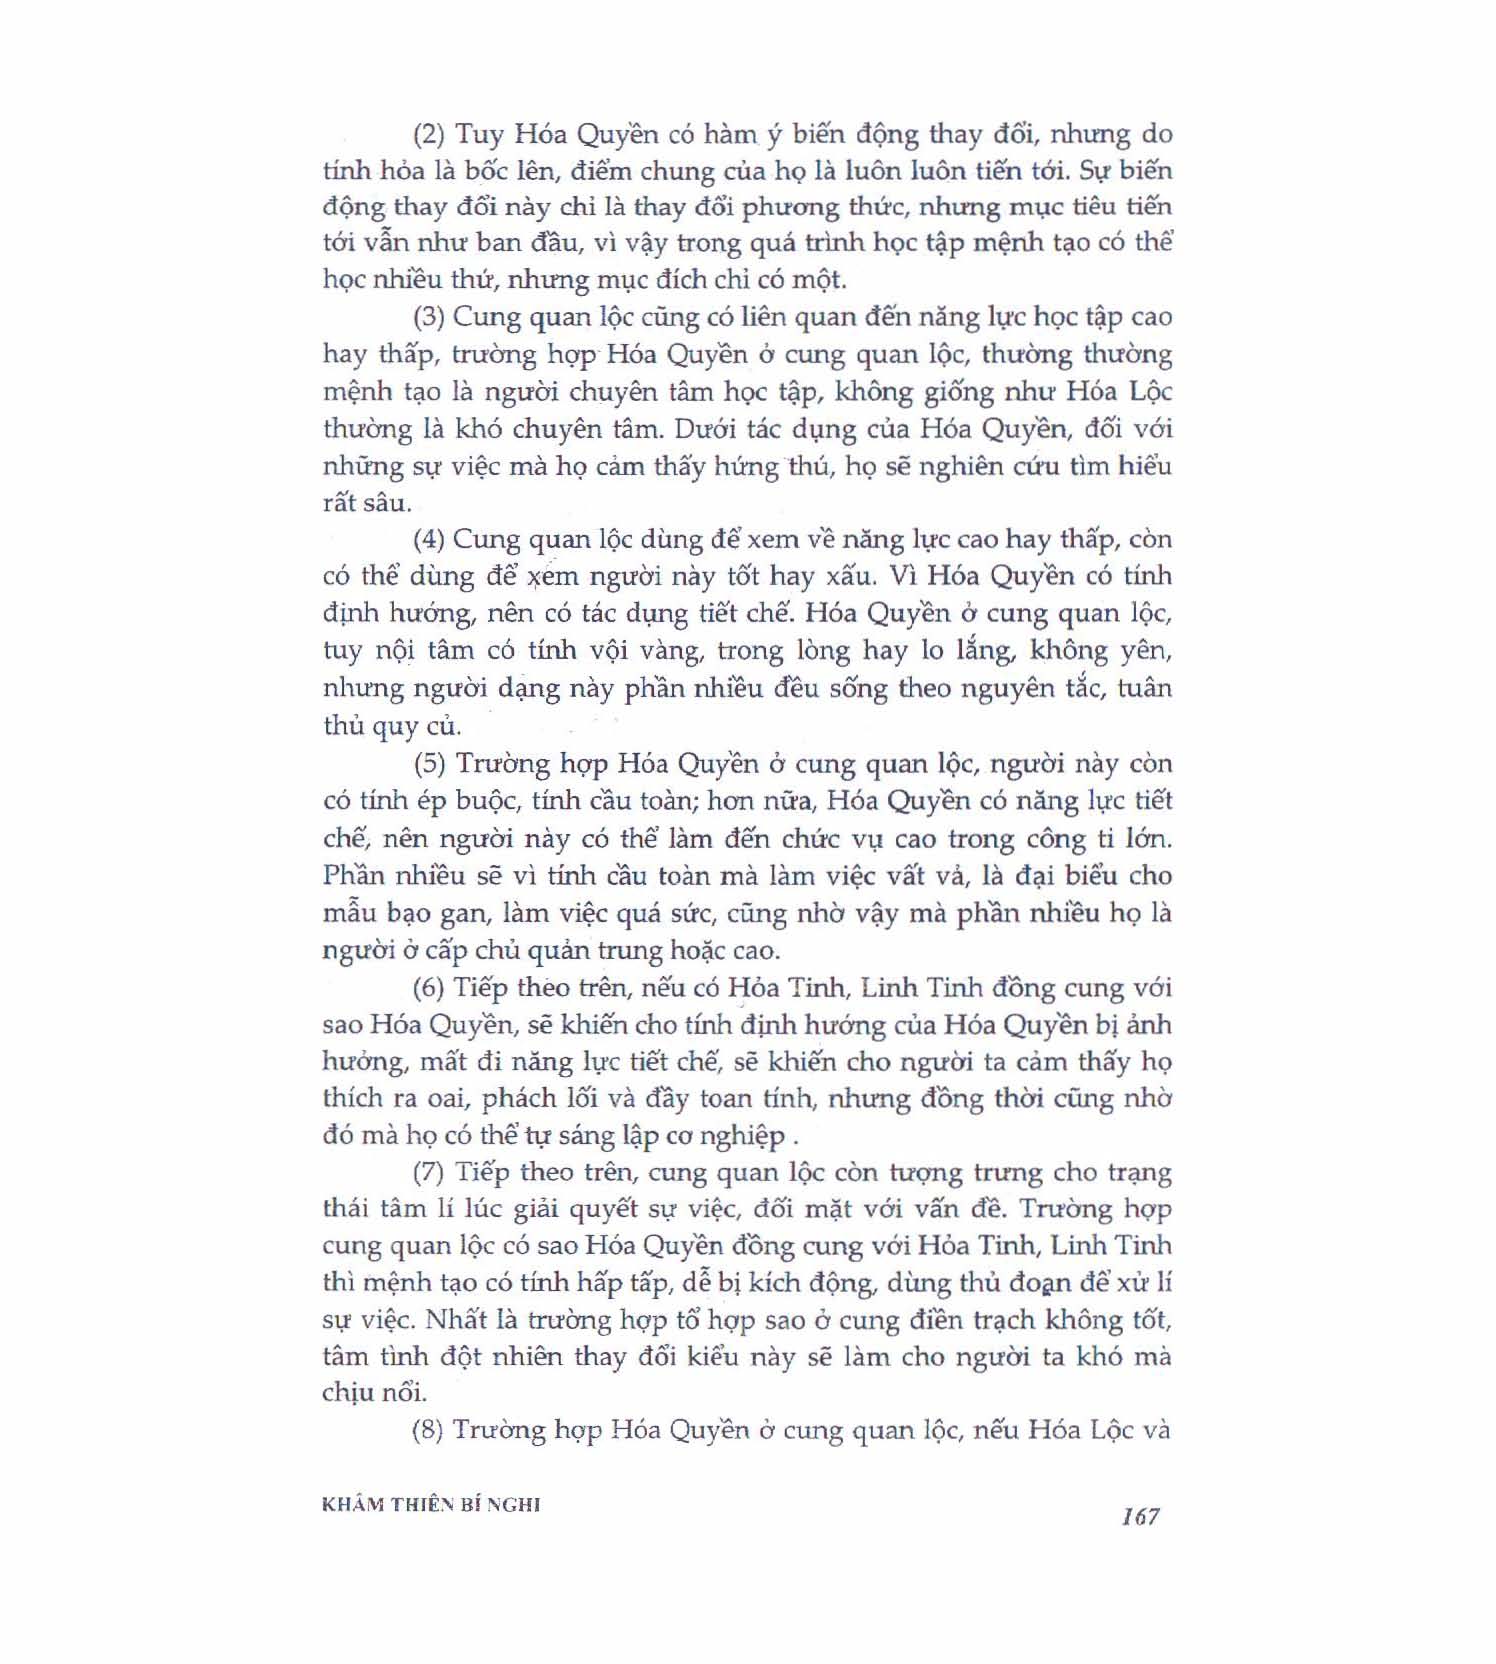 (2) Tuy Hóa Quyền có hàm ý biến động thay đổi, nhưng do
tính hỏa là bốc lên, điểm chung của họ là luôn luôn tiến tới. Sự biến
động thay đổi này chỉ là thay đổi phương thức, nhưng mục tiêu tiến
tới vẫn như ban đầu, vì vậy trong quá trình học tập mệnh tạo có thể
học nhiều thứ, nhưng mục đích chỉ có một.
(3) Cung quan lộc cũng có liên quan đến năng lực học tập cao
hay thấp, trường hợp Hóa Quyền ở cung quan lộc, thường thường
mệnh tạo là người chuyên tâm học tập, không giống như Hóa Lộc
thường là khó chuyên tâm. Dưới tác dụng của Hóa Quyền, đối với
những sự việc mà họ cảm thấy hứng thú, họ sẽ nghiên cứu tìm hiểu
rất sâu.
(4) Cung quan lộc dùng để xem về năng lực cao hay thấp, còn
có thể dùng để xem người này tốt hay xấu. Vì Hóa Quyền có tính
định hướng, nên có tác dụng tiết chế. Hóa Quyền ở cung quan lộc,
tuy nội tâm có tính vội vàng, trong lòng hay lo lắng, không yên,
nhưng người dạng này phần nhiều đều sống theo nguyên tắc, tuân
thủ quy củ.
(5) Trường hợp Hóa Quyền ở cung quan lộc, người này còn
có tính ép buộc, tính cầu toàn; hơn nữa, Hóa Quyền có năng lực tiết
chế, nên người này có thể làm đến chức vụ cao trong công ti lớn.
Phần nhiều sẽ vì tính cầu toàn mà làm việc vất vả, là đại biểu cho
mẫu bạo gan, làm việc quá sức, cũng nhờ vậy mà phần nhiều họ là
người ở cấp chủ quản trung hoặc cao.
(6) Tiếp theo trên, nếu có Hỏa Tinh, Linh Tinh đồng cung với
sao Hóa Quyền, sẽ khiến cho tính định hướng của Hóa Quyền bị ảnh
hưởng, mất đi năng lực tiết chế, sẽ khiến cho người ta cảm thấy họ
thích ra oai, phách lối và đầy toan tính, nhưng đồng thời cũng nhờ
đó mà họ có thể tự sáng lập cơ nghiệp .
(7) Tiếp theo trên, cung quan lộc còn tượng trưng cho trạng
thái tâm lí lúc giải quyết sự việc, đối mặt với vấn đề. Trường hợp
cung quan lộc có sao Hóa Quyền đồng cung với Hỏa Tinh, Linh Tinh
thì mệnh tạo có tính hấp tấp, dễ bị kích động, dùng thủ đoạn để xử lí
sự việc. Nhất là trường hợp tổ hợp sao ở cung điền trạch không tốt,
tâm tình đột nhiên thay đổi kiểu này sẽ làm cho người ta khó mà
chịu nổi.
(8) Trường hợp Hóa Quyền ở cung quan lộc, nếu Hóa Lộc và
KHÂM THIÊN BÍ NGHI
167